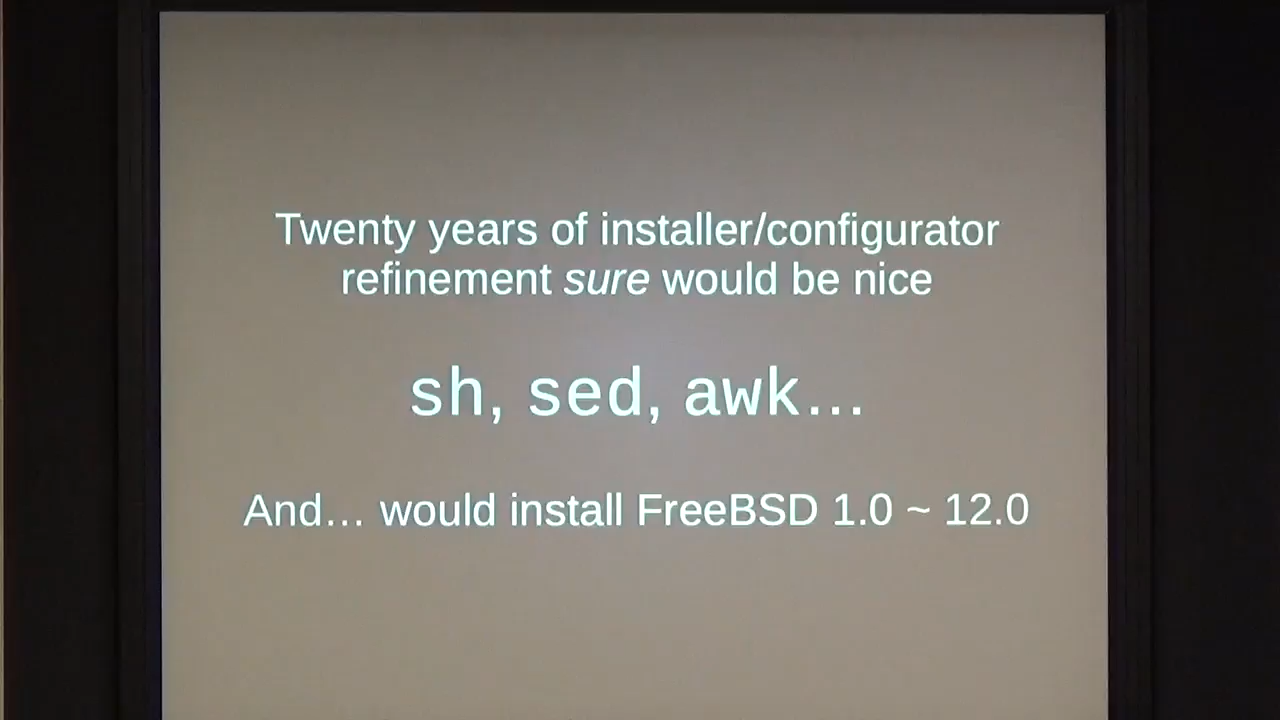 Twenty years of installer/configurator
refinement sure would be nice
sh, sed, awk…
And… would install FreeBSD 1.0 ~ 12.0